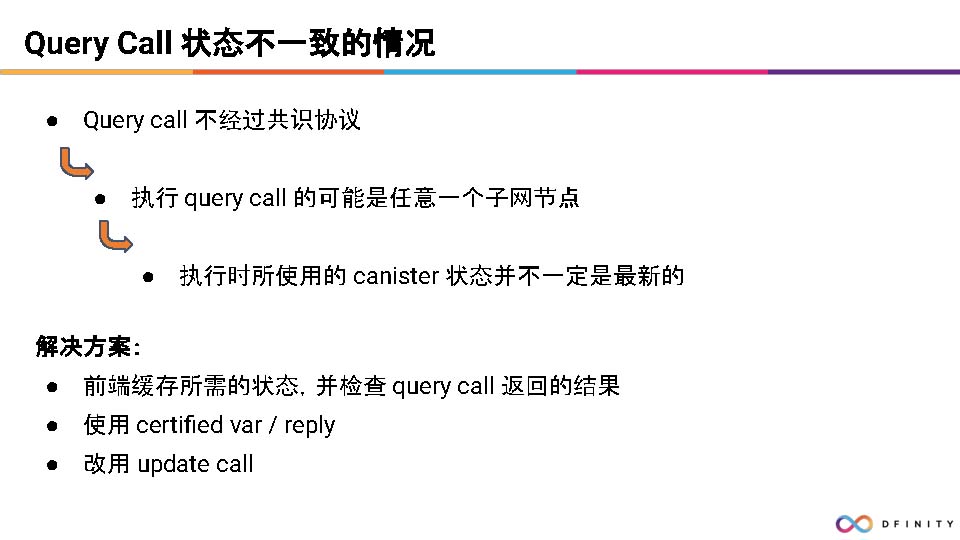 Query Call 状态不一致的情况
● Query call 不经过共识协议
● 执行 query call 的可能是任意一个子网节点
● 执行时所使用的 canister 状态并不一定是最新的
解决方案：
● 前端缓存所需的状态，并检查 query call 返回的结果
● 使用 certified var / reply
● 改用 update call
DFINITY